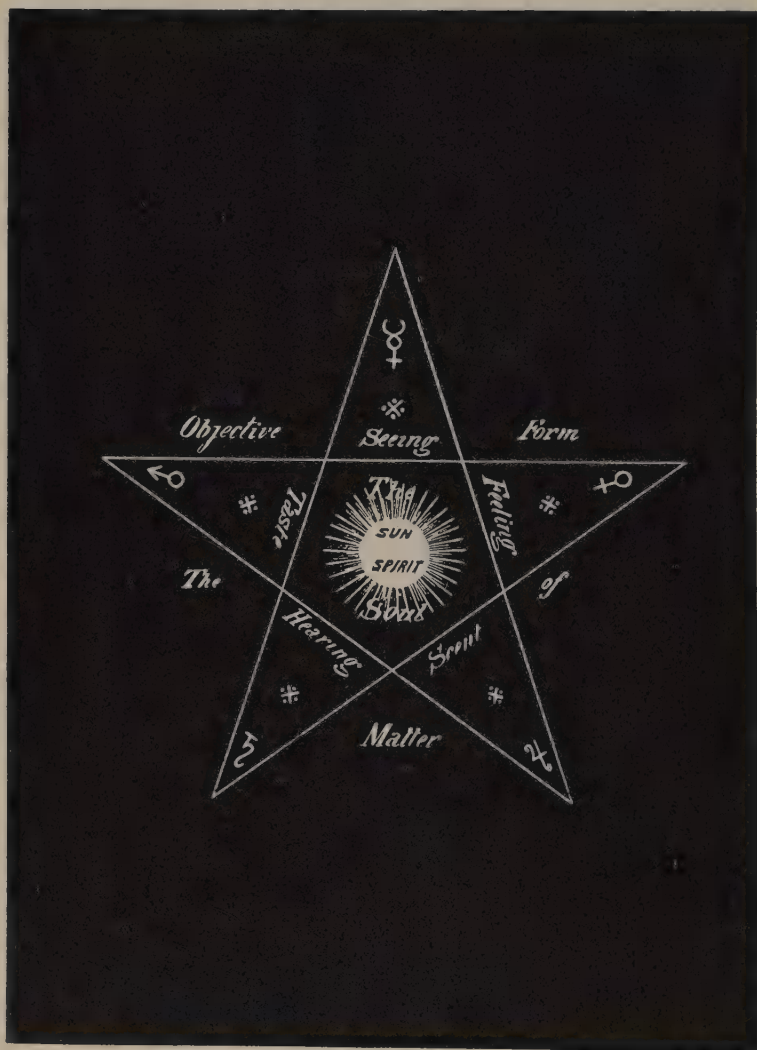 Objective
Form
Seeing
Taste
Feeling
The
SUN
SPIRIT
Soul
The
of
Hearing
Scent
Matter